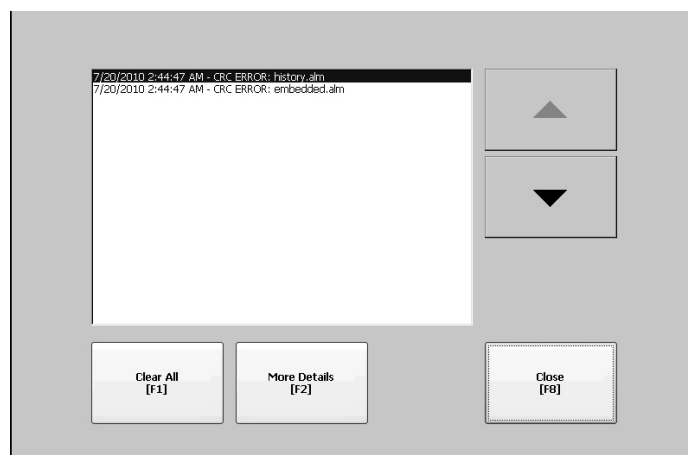 7/20/2010 2:44:47 AM - CRC ERROR: history.alm
7/20/2010 2:44:47 AM - CRC ERROR: embedded.alm
Clear All
[F1]
More Details
[F2]
Close
[F8]